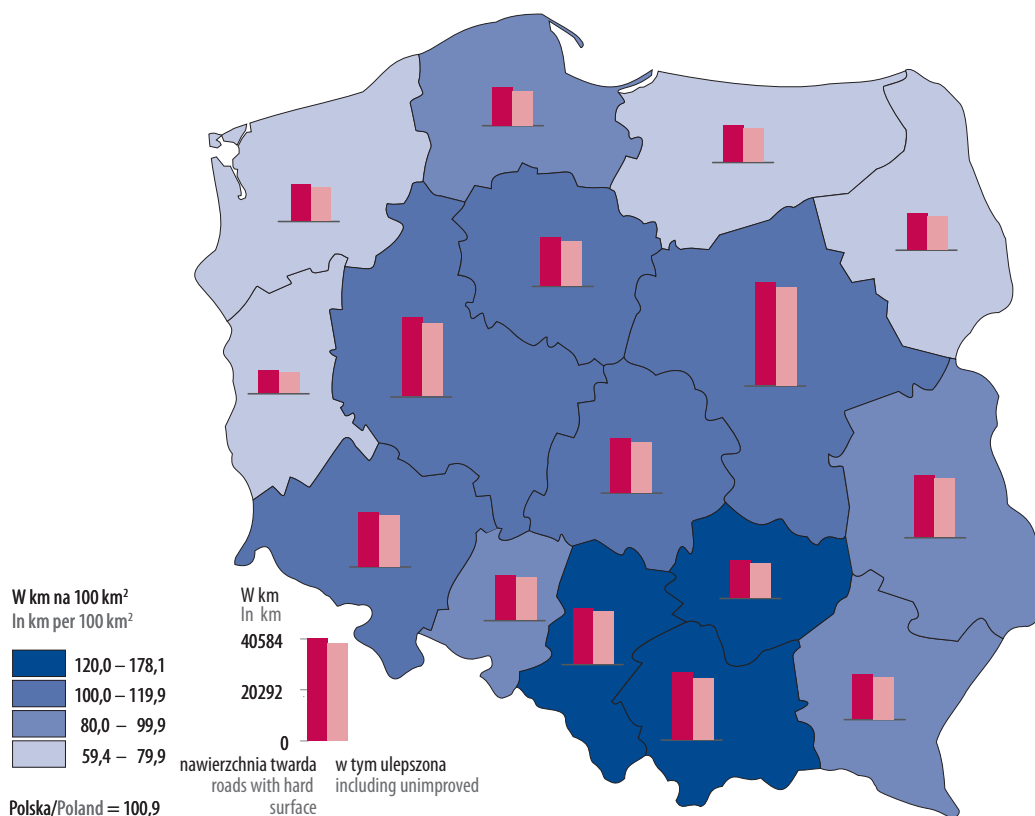 W km na 100 km²
In km per 100 km²
120,0 – 178,1
100,0 – 119,9
80,0 – 99,9
59,4 – 79,9
Polska/Poland = 100,9
W km
In km
40584
20292
0
nawierzchnia twarda
roads with hard
surface
w tym ulepszona
including unimproved